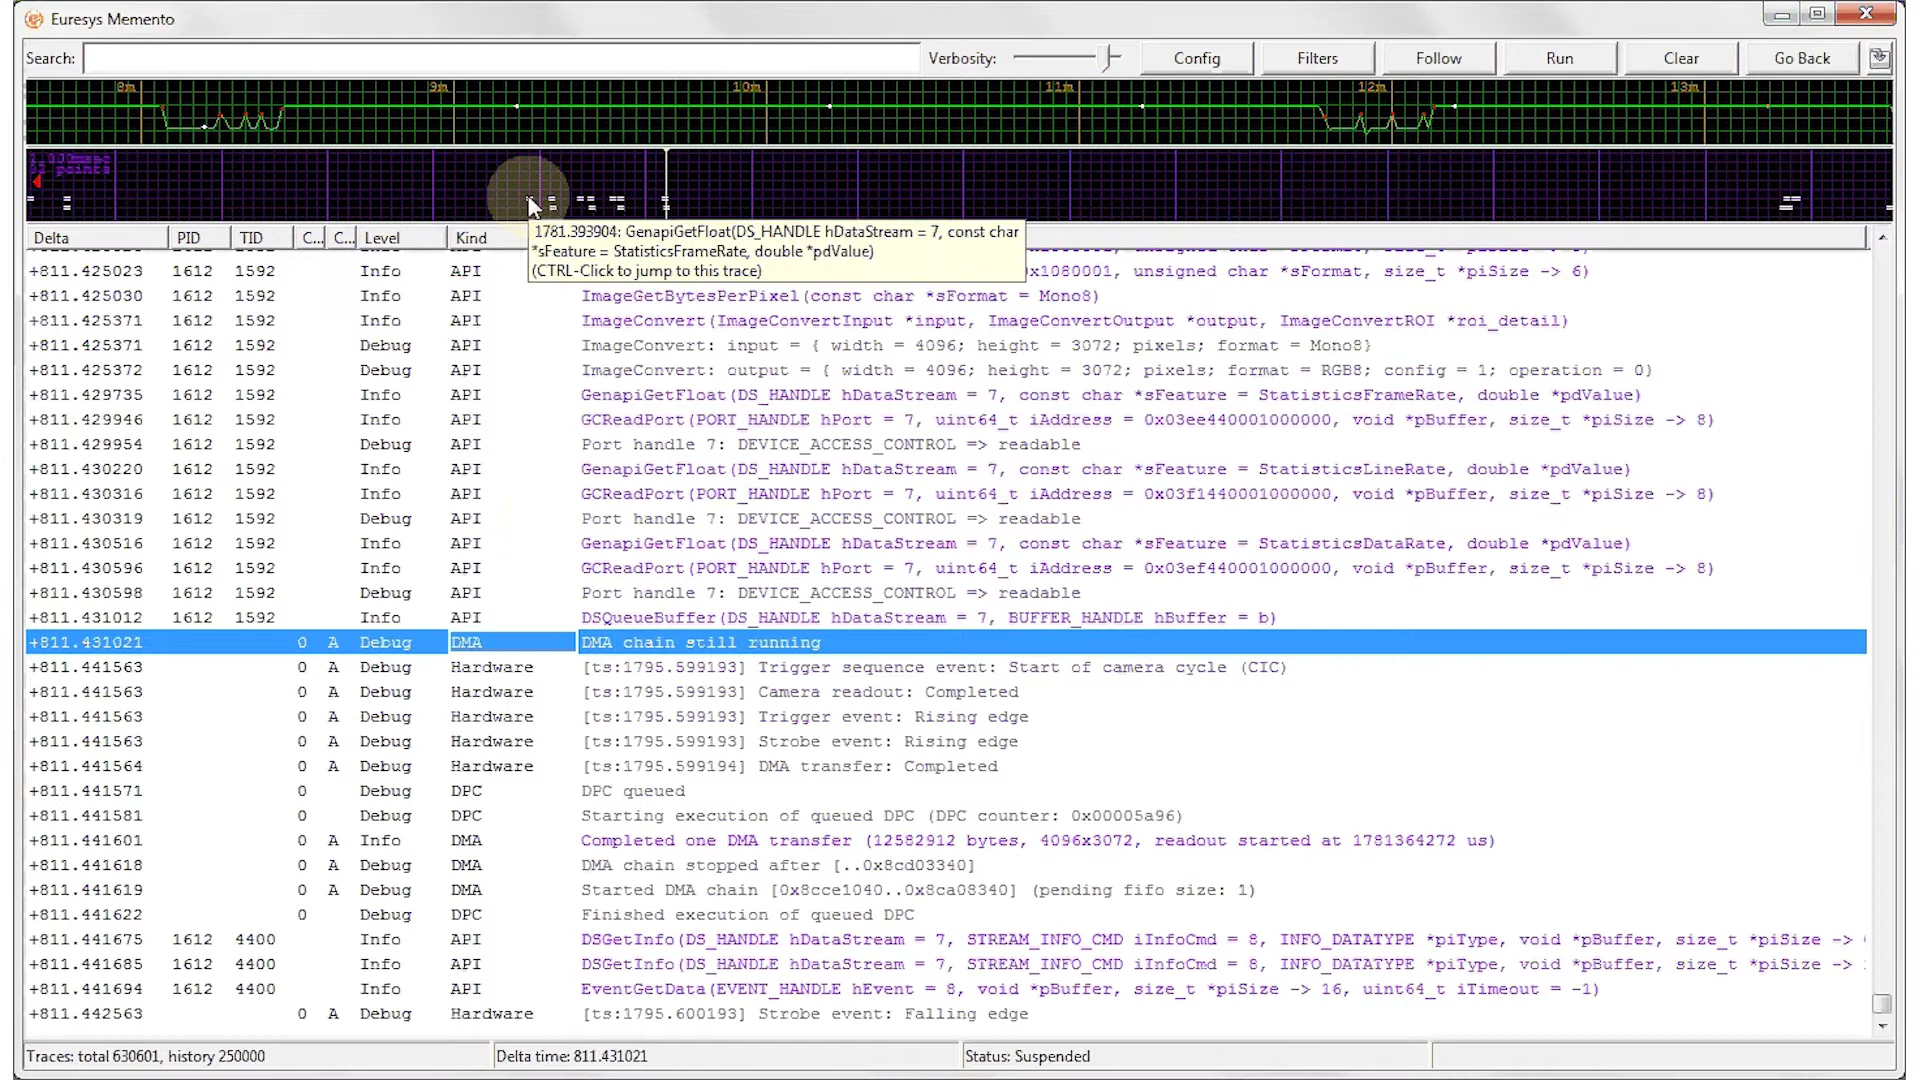 Euresys Memento
Search: Verbosity: Config Filters Follow Run Clear Go Back
8m 9m 10m 11m 12m 13m
32 points
Delta PID TID C... C... Level Kind
1781.393904: GenapiGetFloat(DS_HANDLE hDataStream = 7, const char
*sFeature = StatisticsFrameRate, double *pdValue)
(CTRL-Click to jump to this trace)
+811.425023 1612 1592 Info API 0x1080001, unsigned char *sFormat, size_t *piSize -> 6)
+811.425030 1612 1592 Info API ImageGetBytesPerPixel(const char *sFormat = Mono8)
+811.425371 1612 1592 Info API ImageConvert(ImageConvertInput *input, ImageConvertOutput *output, ImageConvertROI *roi_detail)
+811.425371 1612 1592 Debug API ImageConvert: input = { width = 4096; height = 3072; pixels; format = Mono8}
+811.425372 1612 1592 Debug API ImageConvert: output = { width = 4096; height = 3072; pixels; format = RGB8; config = 1; operation = 0}
+811.429735 1612 1592 Info API GenapiGetFloat(DS_HANDLE hDataStream = 7, const char *sFeature = StatisticsFrameRate, double *pdValue)
+811.429946 1612 1592 Info API GCReadPort(PORT_HANDLE hPort = 7, uint64_t iAddress = 0x03ee440001000000, void *pBuffer, size_t *piSize -> 8)
+811.429954 1612 1592 Debug API Port handle 7: DEVICE_ACCESS_CONTROL => readable
+811.430220 1612 1592 Info API GenapiGetFloat(DS_HANDLE hDataStream = 7, const char *sFeature = StatisticsLineRate, double *pdValue)
+811.430316 1612 1592 Info API GCReadPort(PORT_HANDLE hPort = 7, uint64_t iAddress = 0x03f1440001000000, void *pBuffer, size_t *piSize -> 8)
+811.430319 1612 1592 Debug API Port handle 7: DEVICE_ACCESS_CONTROL => readable
+811.430516 1612 1592 Info API GenapiGetFloat(DS_HANDLE hDataStream = 7, const char *sFeature = StatisticsDataRate, double *pdValue)
+811.430596 1612 1592 Info API GCReadPort(PORT_HANDLE hPort = 7, uint64_t iAddress = 0x03ef440001000000, void *pBuffer, size_t *piSize -> 8)
+811.430598 1612 1592 Debug API Port handle 7: DEVICE_ACCESS_CONTROL => readable
+811.431012 1612 1592 Info API DSQueueBuffer(DS_HANDLE hDataStream = 7, BUFFER_HANDLE hBuffer = b)
+811.431021 0 A Debug DMA DMA chain still running
+811.441563 0 A Debug Hardware [ts:1795.599193] Trigger sequence event: Start of camera cycle (CIC)
+811.441563 0 A Debug Hardware [ts:1795.599193] Camera readout: Completed
+811.441563 0 A Debug Hardware [ts:1795.599193] Trigger event: Rising edge
+811.441563 0 A Debug Hardware [ts:1795.599193] Strobe event: Rising edge
+811.441564 0 A Debug Hardware [ts:1795.599194] DMA transfer: Completed
+811.441571 0 A Debug DPC DPC queued
+811.441581 0 A Debug DPC Starting execution of queued DPC (DPC counter: 0x00005a96)
+811.441601 0 A Info DMA Completed one DMA transfer (12582912 bytes, 4096x3072, readout started at 1781364272 us)
+811.441618 0 A Debug DMA DMA chain stopped after [..0x8cd03340]
+811.441619 0 A Debug DMA Started DMA chain [0x8cce1040..0x8ca08340] (pending fifo size: 1)
+811.441622 0 Debug DPC Finished execution of queued DPC
+811.441675 1612 4400 Info API DSGetInfo(DS_HANDLE hDataStream = 7, STREAM_INFO_CMD iInfoCmd = 8, INFO_DATATYPE *piType, void *pBuffer, size_t *piSize ->
+811.441685 1612 4400 Info API DSGetInfo(DS_HANDLE hDataStream = 7, STREAM_INFO_CMD iInfoCmd = 8, INFO_DATATYPE *piType, void *pBuffer, size_t *piSize ->
+811.441694 1612 4400 Info API EventGetData(EVENT_HANDLE hEvent = 8, void *pBuffer, size_t *piSize -> 16, uint64_t iTimeout = -1)
+811.442563 0 A Debug Hardware [ts:1795.600193] Strobe event: Falling edge
Traces: total 630601, history 250000 Delta time: 811.431021 Status: Suspended